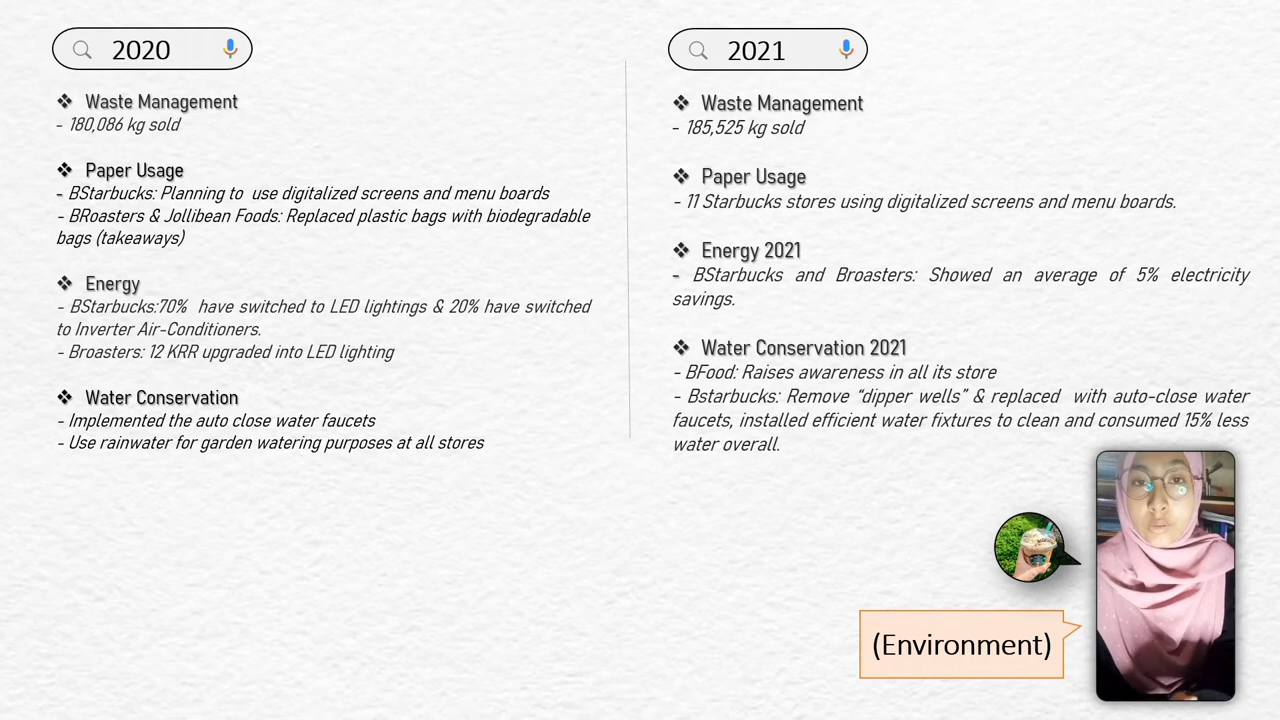 2020
❖ Waste Management
- 180,086 kg sold
❖ Paper Usage
- BStarbucks: Planning to use digitalized screens and menu boards
- BRoasters & Jollibean Foods: Replaced plastic bags with biodegradable
bags (takeaways)
❖ Energy
- BStarbucks:70% have switched to LED lightings & 20% have switched
to Inverter Air-Conditioners.
- Broasters: 12 KRR upgraded into LED lighting
❖ Water Conservation
- Implemented the auto close water faucets
- Use rainwater for garden watering purposes at all stores
2021
❖ Waste Management
- 185,525 kg sold
❖ Paper Usage
- 11 Starbucks stores using digitalized screens and menu boards.
❖ Energy 2021
- BStarbucks and Broasters: Showed an average of 5% electricity
savings.
❖ Water Conservation 2021
- BFood: Raises awareness in all its store
- Bstarbucks: Remove “dipper wells” & replaced with auto-close water
faucets, installed efficient water fixtures to clean and consumed 15% less
water overall.
(Environment)